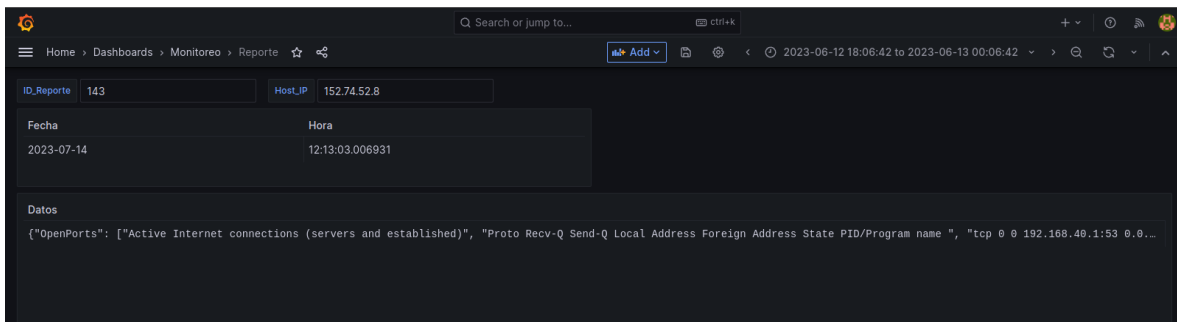 Search or jump to... ctrl+k
Home › Dashboards › Monitoreo › Reporte Add 2023-06-12 18:06:42 to 2023-06-13 00:06:42
ID_Reporte 143 Host_IP 152.74.52.8
Fecha Hora
2023-07-14 12:13:03.006931
Datos
{"OpenPorts": ["Active Internet connections (servers and established)", "Proto Recv-Q Send-Q Local Address Foreign Address State PID/Program name ", "tcp 0 0 192.168.40.1:53 0.0.…